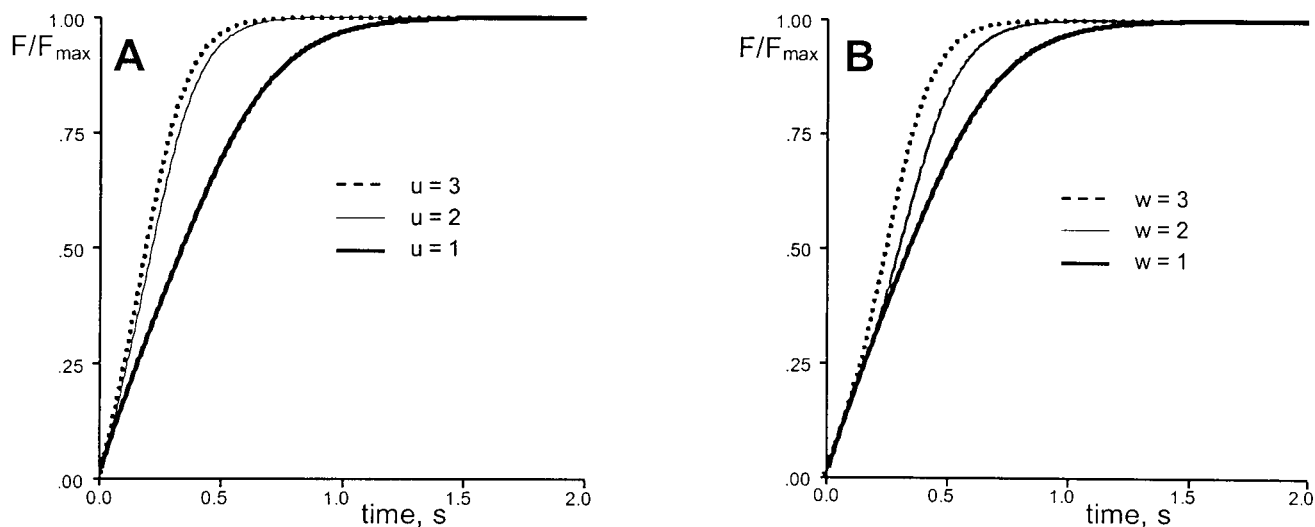 1.00
F/Fmax
A
.75
.50
.25
.00
u = 3
u = 2
u = 1
0.0 0.5 1.0 1.5 2.0
time, s
1.00
F/Fmax
B
.75
.50
.25
.00
w = 3
w = 2
w = 1
0.0 0.5 1.0 1.5 2.0
time, s